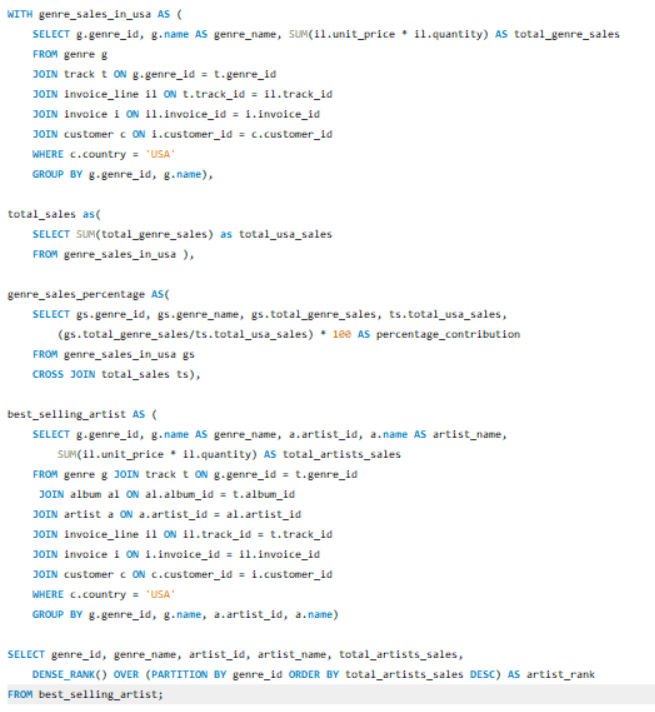 WITH genre_sales_in_usa AS (
SELECT g.genre_id, g.name AS genre_name, SUM(il.unit_price * il.quantity) AS total_genre_sales
FROM genre g
JOIN track t ON g.genre_id = t.genre_id
JOIN invoice_line il ON t.track_id = il.track_id
JOIN invoice i ON il.invoice_id = i.invoice_id
JOIN customer c ON i.customer_id = c.customer_id
WHERE c.country = 'USA'
GROUP BY g.genre_id, g.name),
total_sales as(
SELECT SUM(total_genre_sales) as total_usa_sales
FROM genre_sales_in_usa ),
genre_sales_percentage AS(
SELECT gs.genre_id, gs.genre_name, gs.total_genre_sales, ts.total_usa_sales,
(gs.total_genre_sales/ts.total_usa_sales) * 100 AS percentage_contribution
FROM genre_sales_in_usa gs
CROSS JOIN total_sales ts),
best_selling_artist AS (
SELECT g.genre_id, g.name AS genre_name, a.artist_id, a.name AS artist_name,
SUM(il.unit_price * il.quantity) AS total_artists_sales
FROM genre g JOIN track t ON g.genre_id = t.genre_id
JOIN album al ON al.album_id = t.album_id
JOIN artist a ON a.artist_id = al.artist_id
JOIN invoice_line il ON il.track_id = t.track_id
JOIN invoice i ON i.invoice_id = il.invoice_id
JOIN customer c ON c.customer_id = i.customer_id
WHERE c.country = 'USA'
GROUP BY g.genre_id, g.name, a.artist_id, a.name)
SELECT genre_id, genre_name, artist_id, artist_name, total_artists_sales,
DENSE_RANK() OVER (PARTITION BY genre_id ORDER BY total_artists_sales DESC) AS artist_rank
FROM best_selling_artist;